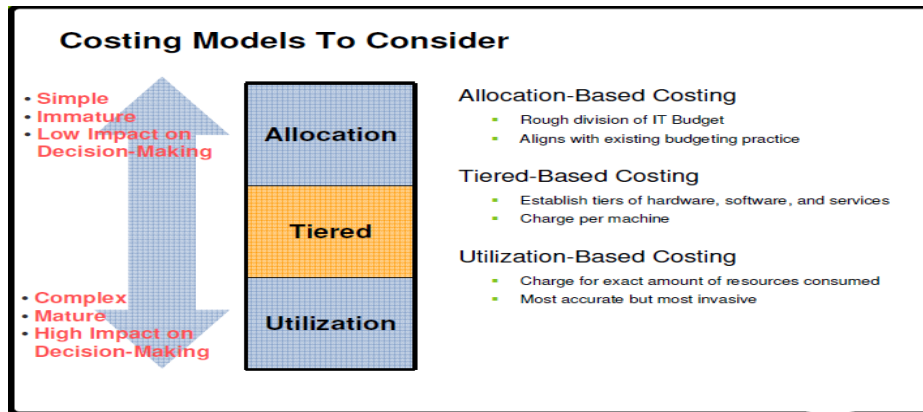 Costing Models To Consider
• Simple
• Immature
• Low Impact on
Decision-Making
Allocation
Tiered
Utilization
• Complex
• Mature
• High Impact on
Decision-Making
Allocation-Based Costing
▪ Rough division of IT Budget
▪ Aligns with existing budgeting practice
Tiered-Based Costing
▪ Establish tiers of hardware, software, and services
▪ Charge per machine
Utilization-Based Costing
▪ Charge for exact amount of resources consumed
▪ Most accurate but most invasive